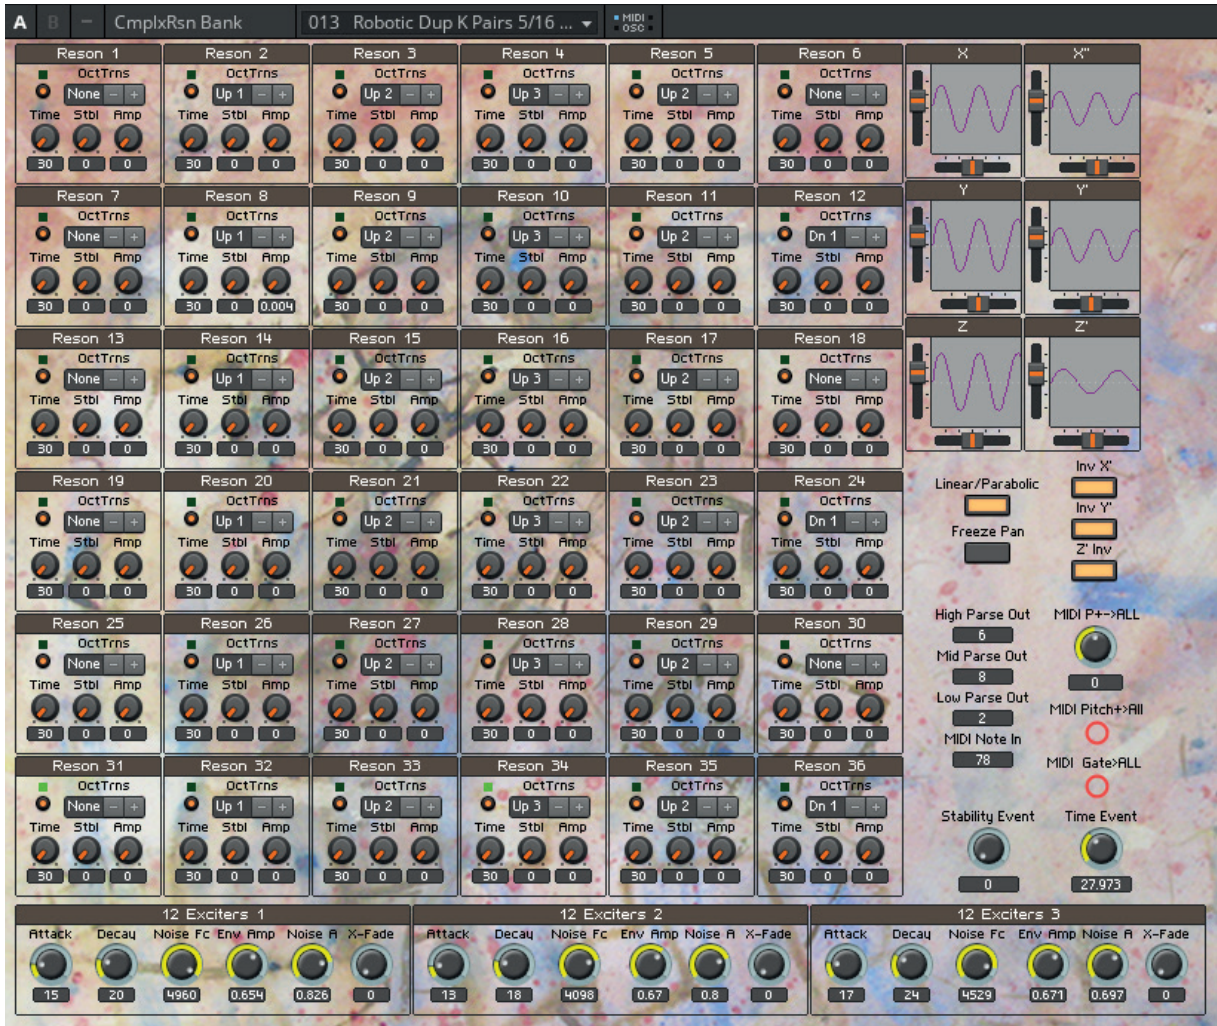 A B – CmplxRsn Bank 013 Robotic Dup K Pairs 5/16 ... MIDI OSC
Reson 1 Reson 2 Reson 3 Reson 4 Reson 5 Reson 6 X X"
OctTrns OctTrns OctTrns OctTrns OctTrns OctTrns
None – + Up 1 – + Up 2 – + Up 3 – + Up 2 – + None – +
Time Stbl Amp Time Stbl Amp Time Stbl Amp Time Stbl Amp Time Stbl Amp Time Stbl Amp
30 0 0 30 0 0 30 0 0 30 0 0 30 0 0 30 0 0
Reson 7 Reson 8 Reson 9 Reson 10 Reson 11 Reson 12 Y Y'
OctTrns OctTrns OctTrns OctTrns OctTrns OctTrns
None – + Up 1 – + Up 2 – + Up 3 – + Up 2 – + Dn 1 – +
Time Stbl Amp Time Stbl Amp Time Stbl Amp Time Stbl Amp Time Stbl Amp Time Stbl Amp
30 0 0 30 0 0.004 30 0 0 30 0 0 30 0 0 30 0 0
Reson 13 Reson 14 Reson 15 Reson 16 Reson 17 Reson 18 Z Z'
OctTrns OctTrns OctTrns OctTrns OctTrns OctTrns
None – + Up 1 – + Up 2 – + Up 3 – + Up 2 – + None – +
Time Stbl Amp Time Stbl Amp Time Stbl Amp Time Stbl Amp Time Stbl Amp Time Stbl Amp
30 0 0 30 0 0 30 0 0 30 0 0 30 0 0 30 0 0
Reson 19 Reson 20 Reson 21 Reson 22 Reson 23 Reson 24
OctTrns OctTrns OctTrns OctTrns OctTrns OctTrns
None – + Up 1 – + Up 2 – + Up 3 – + Up 2 – + Dn 1 – +
Time Stbl Amp Time Stbl Amp Time Stbl Amp Time Stbl Amp Time Stbl Amp Time Stbl Amp
30 0 0 30 0 0 30 0 0 30 0 0 30 0 0 30 0 0
Reson 25 Reson 26 Reson 27 Reson 28 Reson 29 Reson 30
OctTrns OctTrns OctTrns OctTrns OctTrns OctTrns
None – + Up 1 – + Up 2 – + Up 3 – + Up 2 – + None – +
Time Stbl Amp Time Stbl Amp Time Stbl Amp Time Stbl Amp Time Stbl Amp Time Stbl Amp
30 0 0 30 0 0 30 0 0 30 0 0 30 0 0 30 0 0
Reson 31 Reson 32 Reson 33 Reson 34 Reson 35 Reson 36
OctTrns OctTrns OctTrns OctTrns OctTrns OctTrns
None – + Up 1 – + Up 2 – + Up 3 – + Up 2 – + Dn 1 – +
Time Stbl Amp Time Stbl Amp Time Stbl Amp Time Stbl Amp Time Stbl Amp Time Stbl Amp
30 0 0 30 0 0 30 0 0 30 0 0 30 0 0 30 0 0
Inv X'
Linear/Parabolic
Inv Y'
Freeze Pan
Z' Inv
High Parse Out MIDI P+->ALL
6
Mid Parse Out
8 0
Low Parse Out MIDI Pitch+>All
2
MIDI Note In
78 MIDI Gate>ALL
Stability Event Time Event
0 27.973
12 Exciters 1 12 Exciters 2 12 Exciters 3
Attack Decay Noise Fc Env Amp Noise A X-Fade Attack Decay Noise Fc Env Amp Noise A X-Fade Attack Decay Noise Fc Env Amp Noise A X-Fade
15 20 4960 0.654 0.826 0 13 18 4098 0.67 0.8 0 17 24 4529 0.671 0.697 0